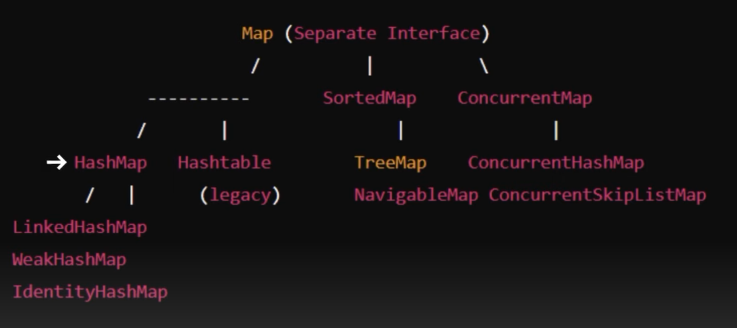 Map (Separate Interface)
/ | \
---------- SortedMap ConcurrentMap
/ | | |
→ HashMap Hashtable TreeMap ConcurrentHashMap
/ | (legacy) NavigableMap ConcurrentSkipListMap
LinkedHashMap
WeakHashMap
IdentityHashMap